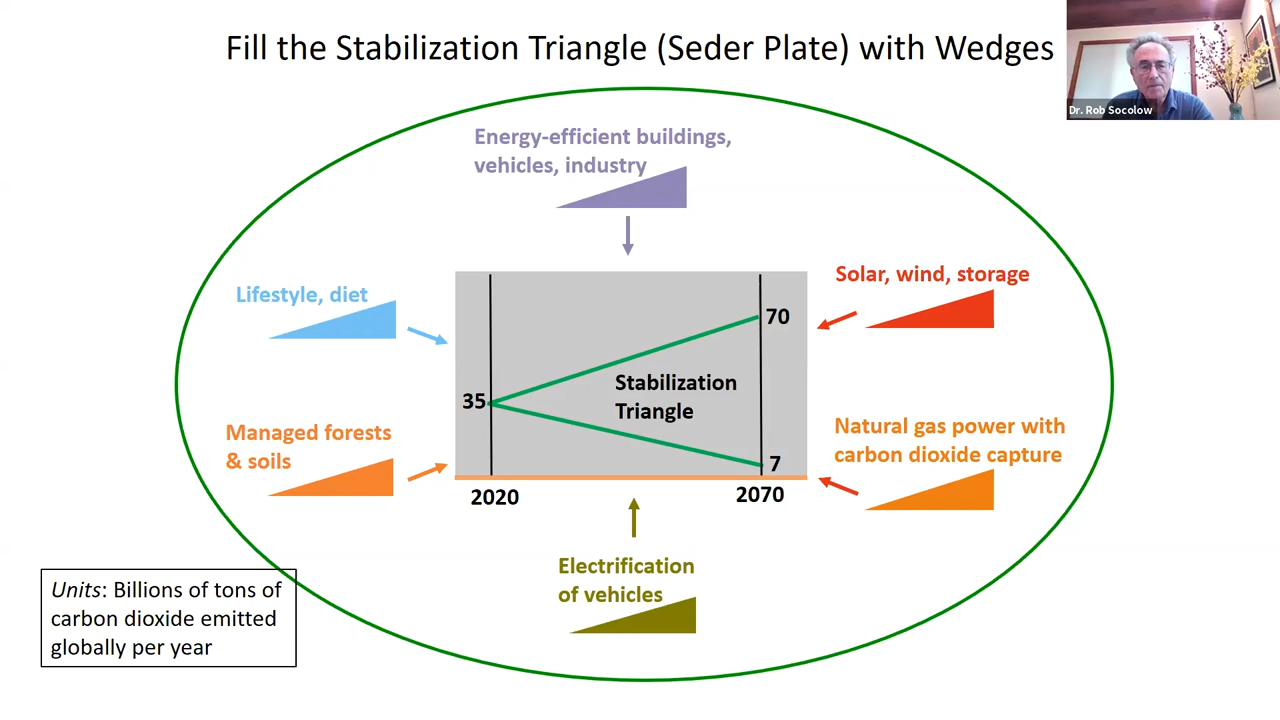 Fill the Stabilization Triangle (Seder Plate) with Wedges
Dr. Rob Socolow
Energy-efficient buildings,
vehicles, industry
Lifestyle, diet
Solar, wind, storage
70
35
Stabilization
Triangle
7
2020
2070
Managed forests
& soils
Natural gas power with
carbon dioxide capture
Electrification
of vehicles
Units: Billions of tons of
carbon dioxide emitted
globally per year